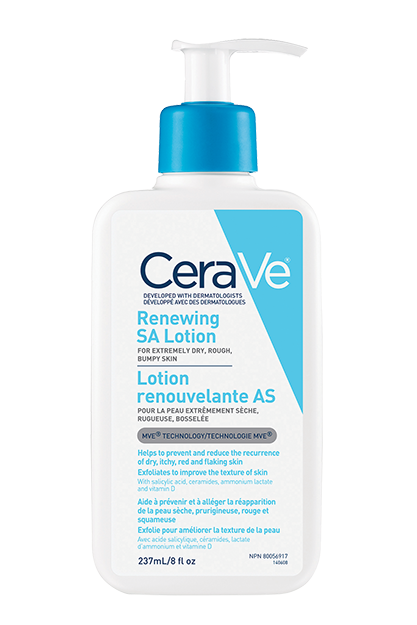 CeraVe®
DEVELOPED WITH DERMATOLOGISTS
DÉVELOPPÉ AVEC DES DERMATOLOGUES
Renewing
SA Lotion
FOR EXTREMELY DRY, ROUGH,
BUMPY SKIN
Lotion
renouvelante AS
POUR LA PEAU EXTRÊMEMENT SÈCHE,
RUGUEUSE, BOSSELÉE
MVE® TECHNOLOGY/TECHNOLOGIE MVE®
Helps to prevent and reduce the recurrence
of dry, itchy, red and flaking skin
Exfoliates to improve the texture of skin
With salicylic acid, ceramides, ammonium lactate
and vitamin D
Aide à prévenir et à alléger la réapparition
de la peau sèche, prurigineuse, rouge et
squameuse
Exfolie pour améliorer la texture de la peau
Avec acide salicylique, céramides, lactate
d'ammonium et vitamine D
237mL/8 fl oz
NPN 80056917
160608